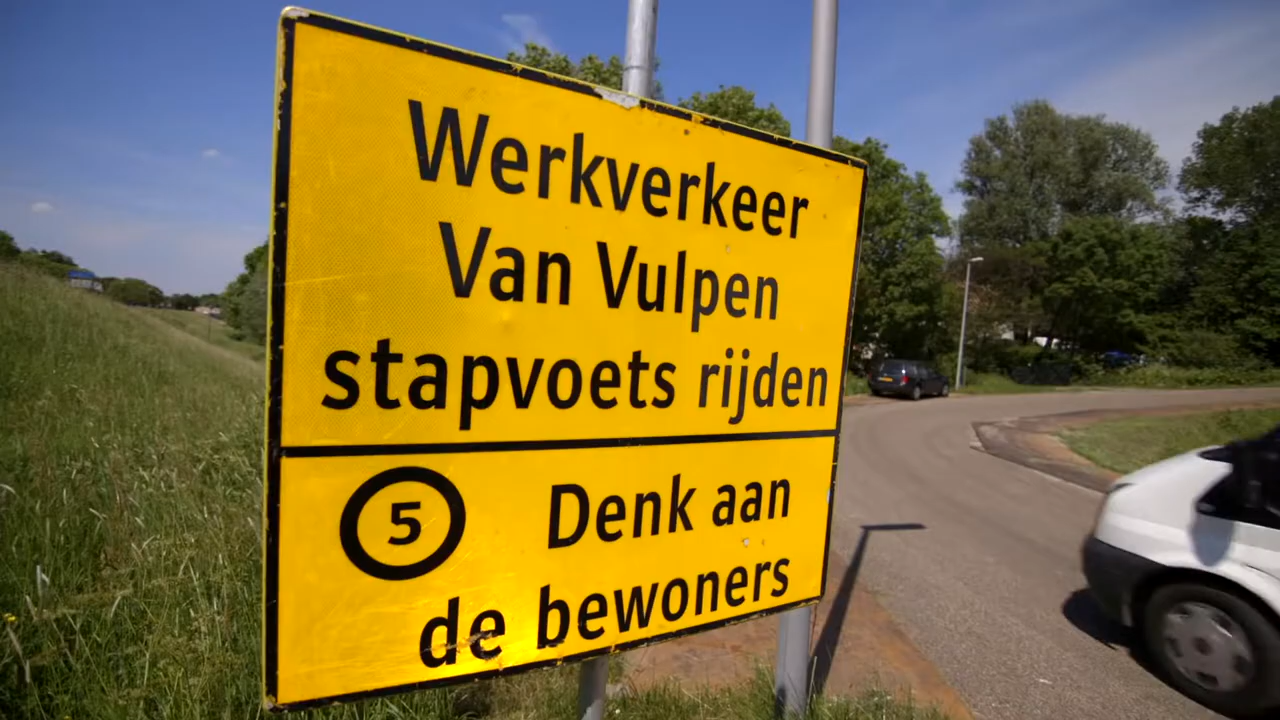 Werkverkeer
Van Vulpen
stapvoets rijden
5 Denk aan
de bewoners